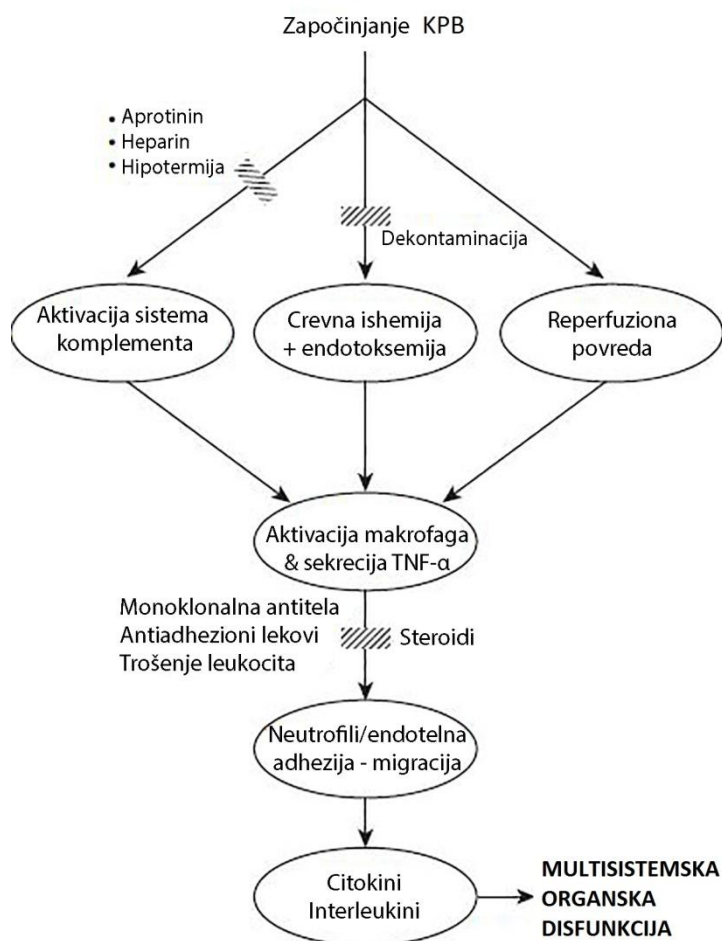 Započinjanje KPB
• Aprotinin
• Heparin
• Hipotermija
Dekontaminacija
Aktivacija sistema
komplementa
Crevna ishemija
+ endotoksemija
Reperfuziona
povreda
Aktivacija makrofaga
& sekrecija TNF-α
Monoklonalna antitela
Antiadhezioni lekovi
Trošenje leukocita
Steroidi
Neutrofili/endotelna
adhezija - migracija
Citokini
Interleukini
MULTISISTEMSKA
ORGANSKA
DISFUNKCIJA